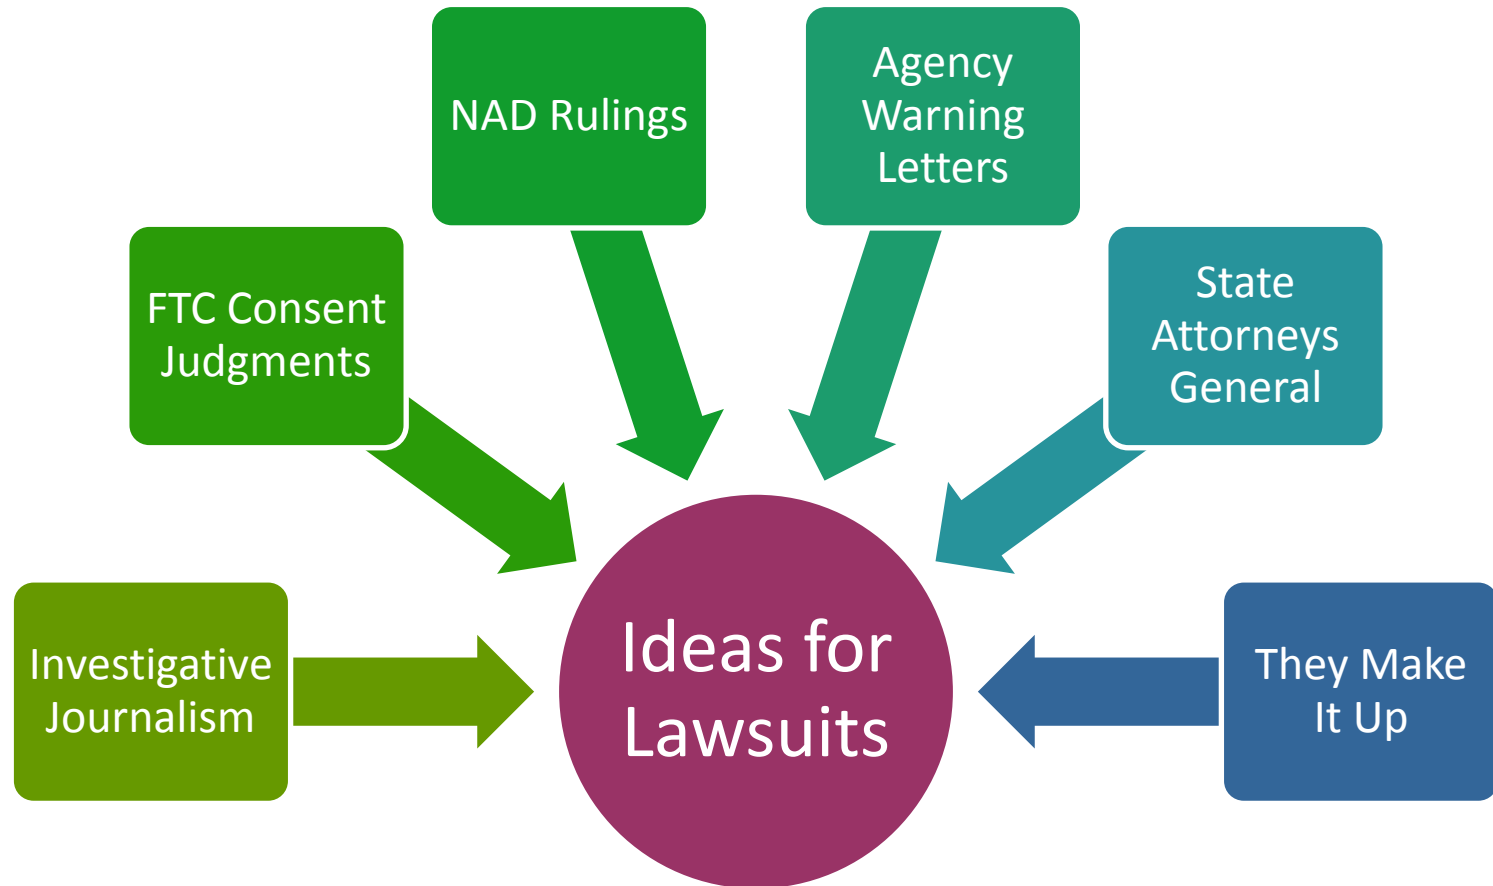 Investigative
Journalism
FTC Consent
Judgments
NAD Rulings
Agency
Warning
Letters
State
Attorneys
General
They Make
It Up
Ideas for
Lawsuits